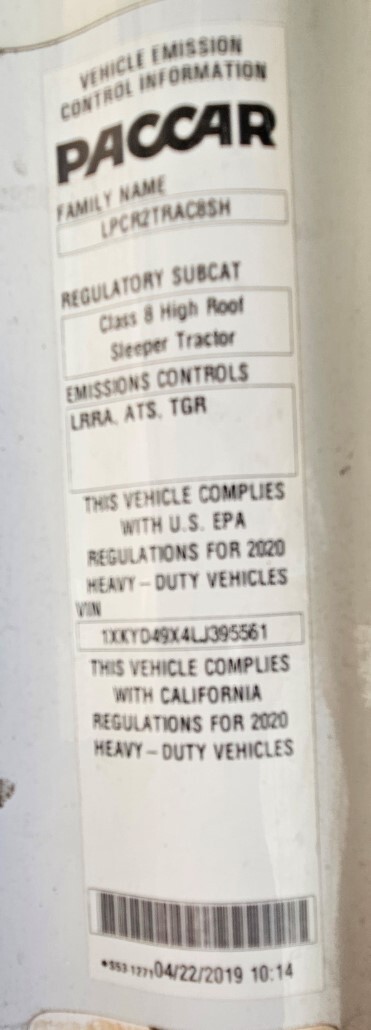 VEHICLE EMISSION
CONTROL INFORMATION
PACCAR
FAMILY NAME
LPCR2TRAC8SH
REGULATORY SUBCAT
Class 8 High Roof
Sleeper Tractor
EMISSIONS CONTROLS
LRRA, ATS, TGR
THIS VEHICLE COMPLIES
WITH U.S. EPA
REGULATIONS FOR 2020
HEAVY-DUTY VEHICLES
VIN
1XKYD49X4LJ395561
THIS VEHICLE COMPLIES
WITH CALIFORNIA
REGULATIONS FOR 2020
HEAVY-DUTY VEHICLES
04/22/2019 10:14